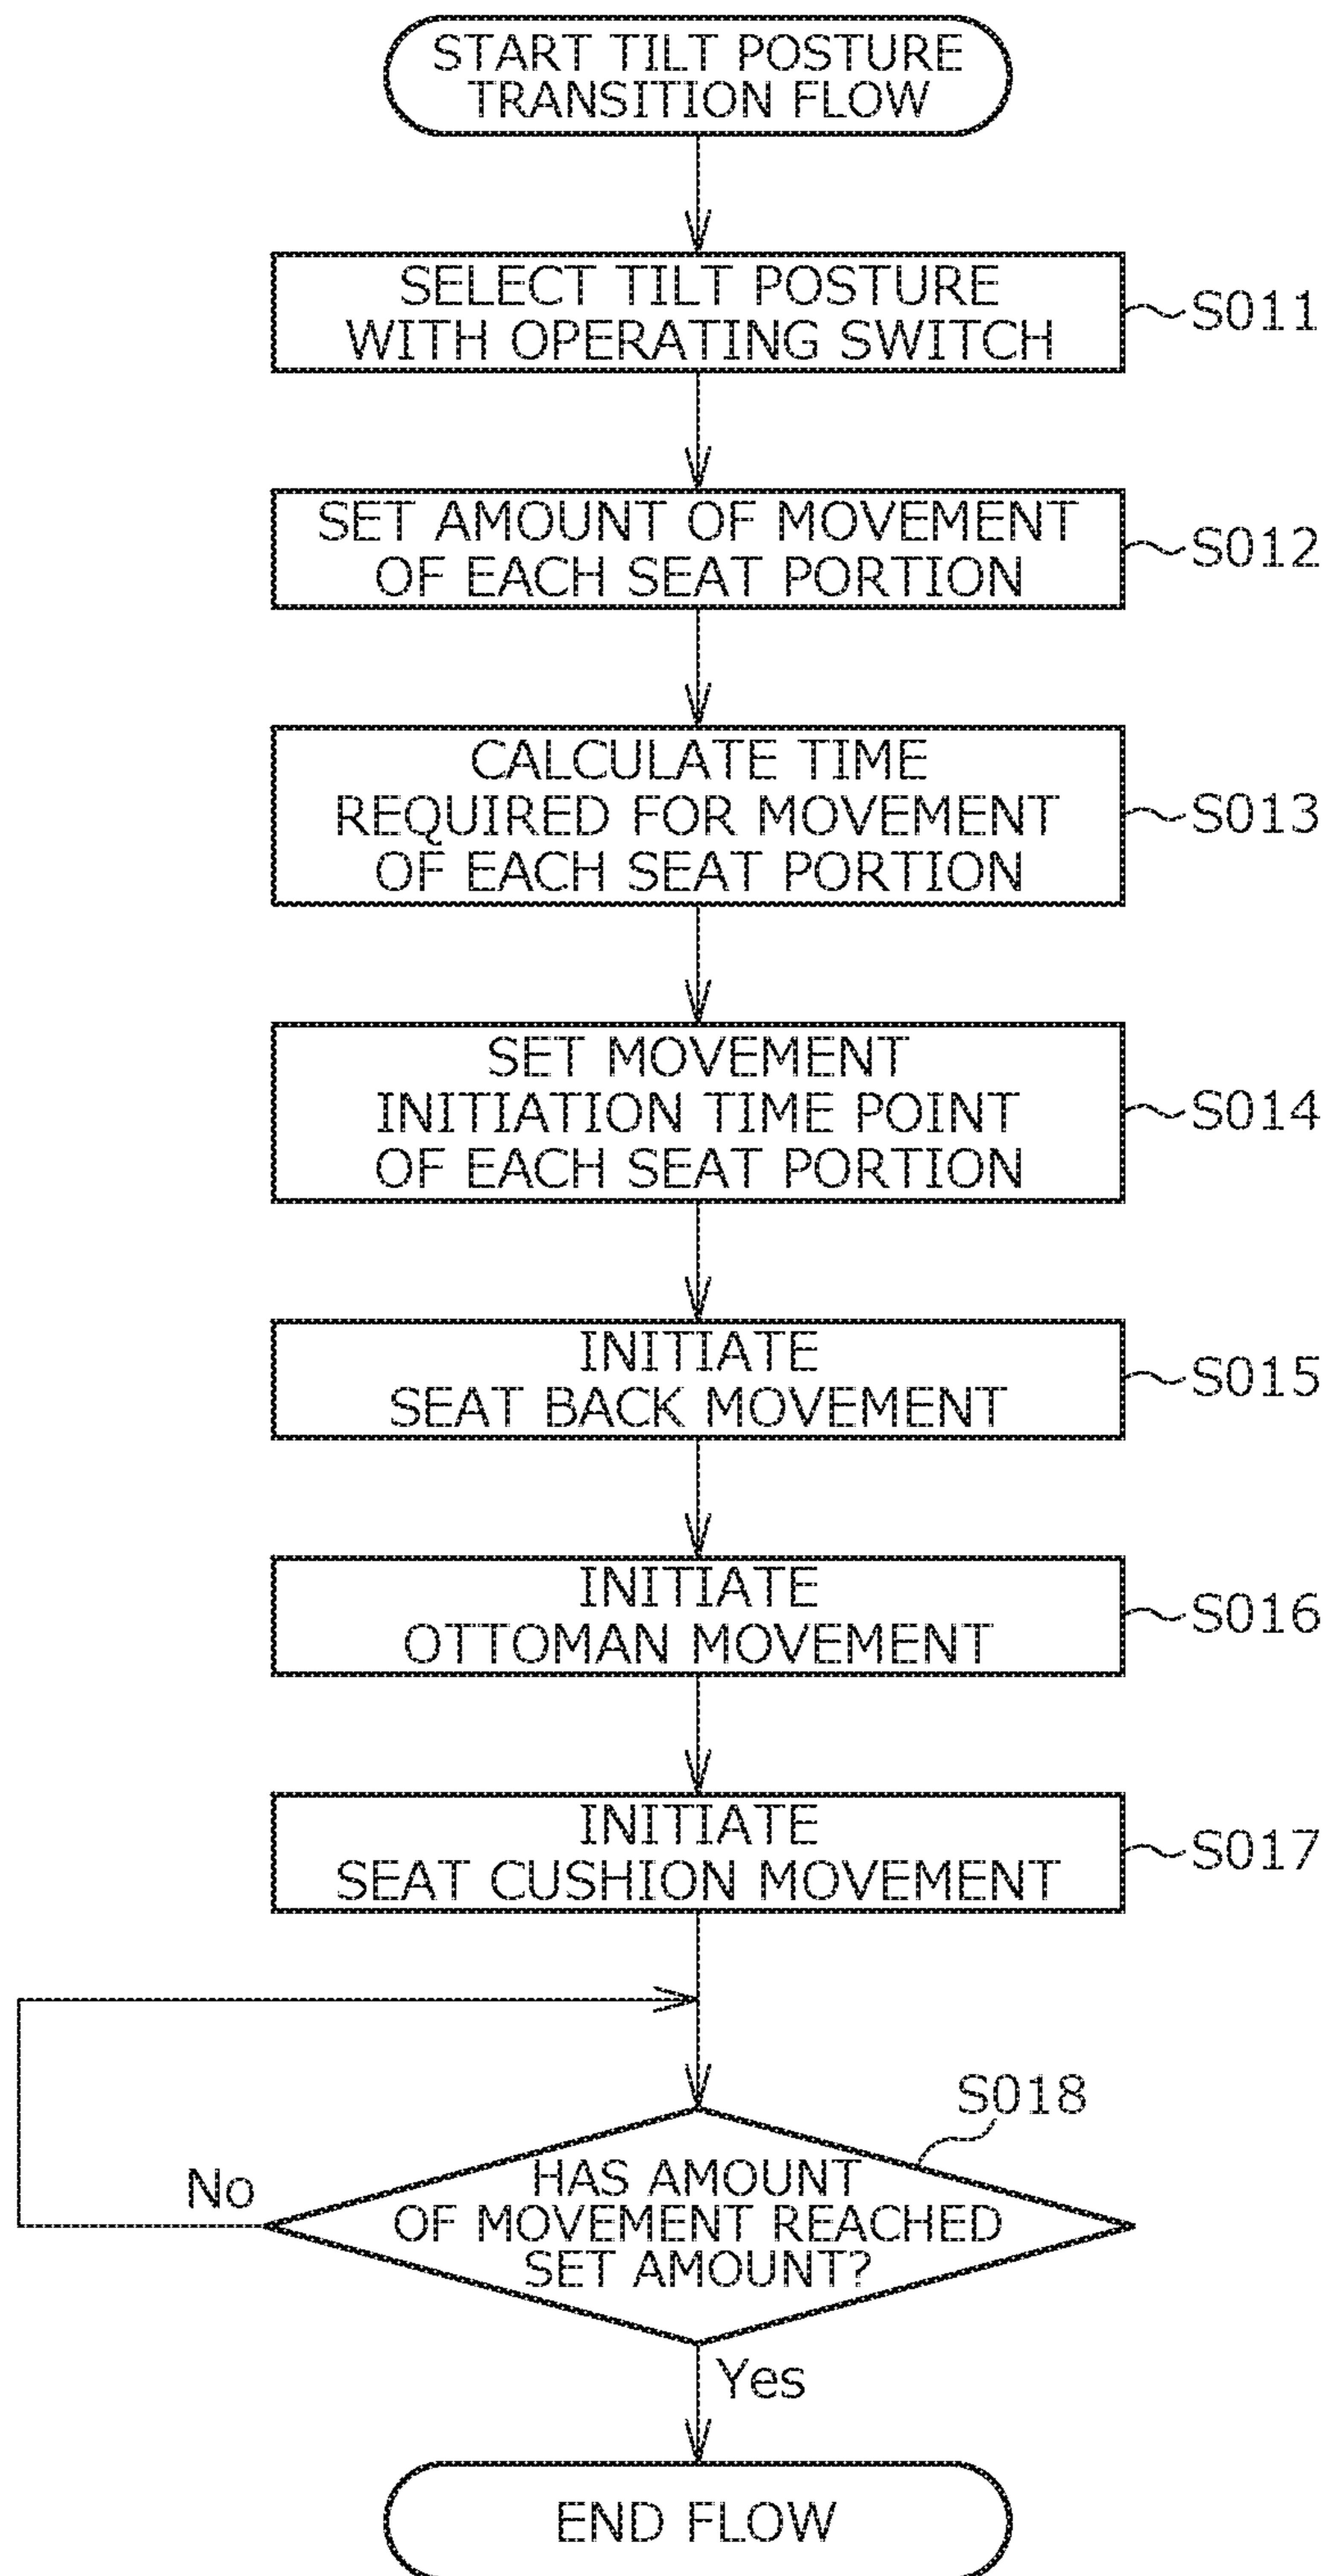 START TILT POSTURE
TRANSITION FLOW
SELECT TILT POSTURE
WITH OPERATING SWITCH
S011
SET AMOUNT OF MOVEMENT
OF EACH SEAT PORTION
S012
CALCULATE TIME
REQUIRED FOR MOVEMENT
OF EACH SEAT PORTION
S013
SET MOVEMENT
INITIATION TIME POINT
OF EACH SEAT PORTION
S014
INITIATE
SEAT BACK MOVEMENT
S015
INITIATE
OTTOMAN MOVEMENT
S016
INITIATE
SEAT CUSHION MOVEMENT
S017
S018
HAS AMOUNT
OF MOVEMENT REACHED
SET AMOUNT?
No
Yes
END FLOW